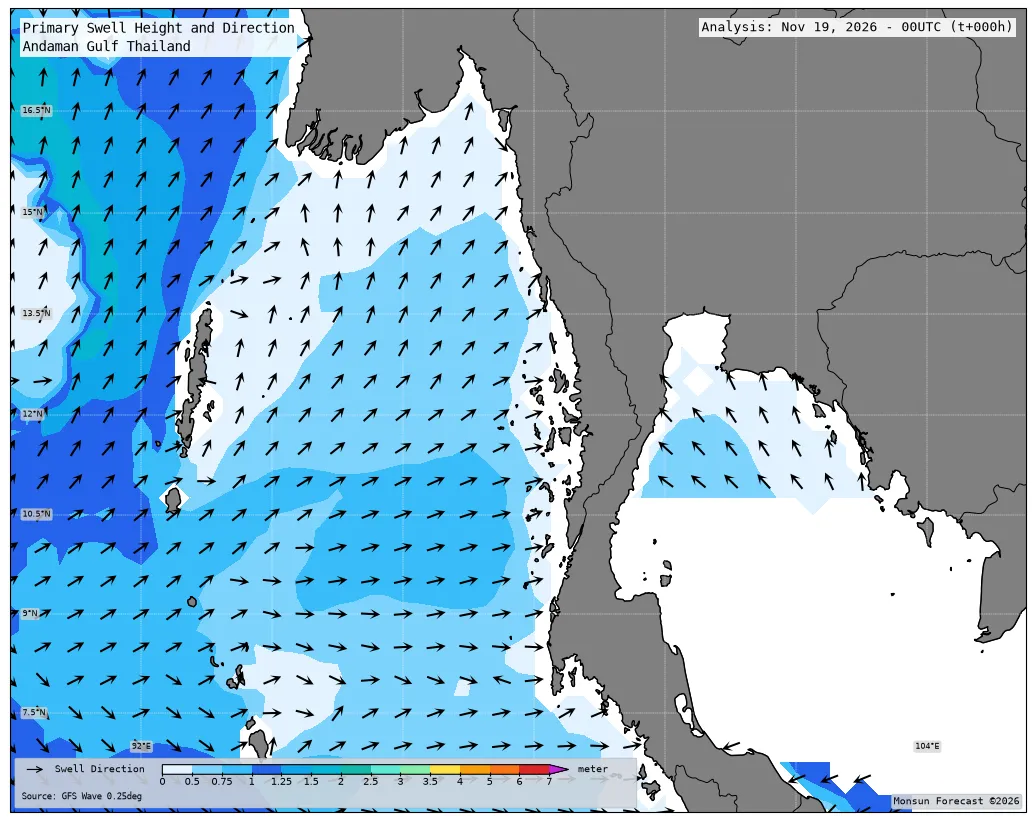 Primary Swell Height and Direction
Andaman Gulf Thailand
Analysis: Nov 19, 2026 - 00UTC (t+000h)
16.5°N
15°N
13.5°N
12°N
10.5°N
9°N
7.5°N
92°E
104°E
Swell Direction
meter
0 0.5 0.75 1.25 1.5 2 2.5 3 3.5 4 5 6 7
Source: GFS Wave 0.25deg
Monsun Forecast ©2026